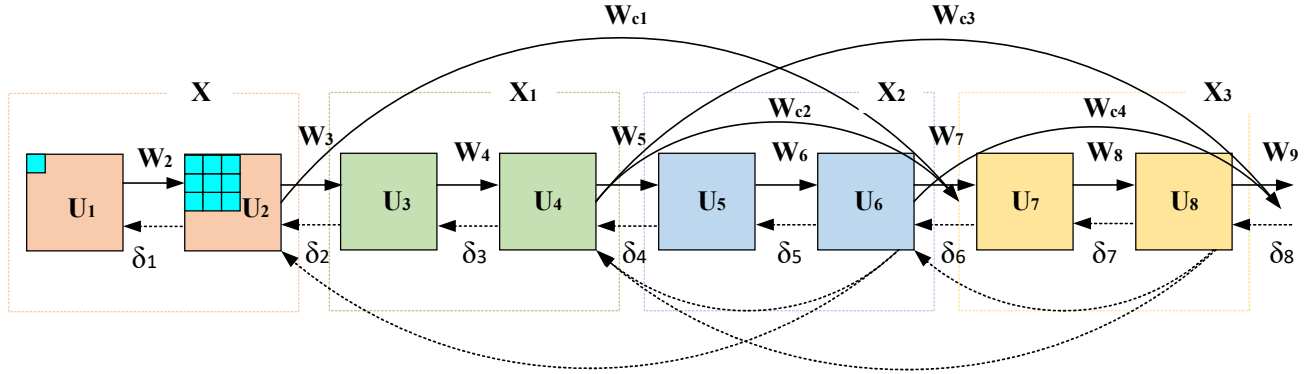 W_c1 W_c3
X X_1 X_2 X_3
W_c2 W_c4
W_2 W_3 W_4 W_5 W_6 W_7 W_8 W_9
U_1 U_2 U_3 U_4 U_5 U_6 U_7 U_8
δ_1 δ_2 δ_3 δ_4 δ_5 δ_6 δ_7 δ_8